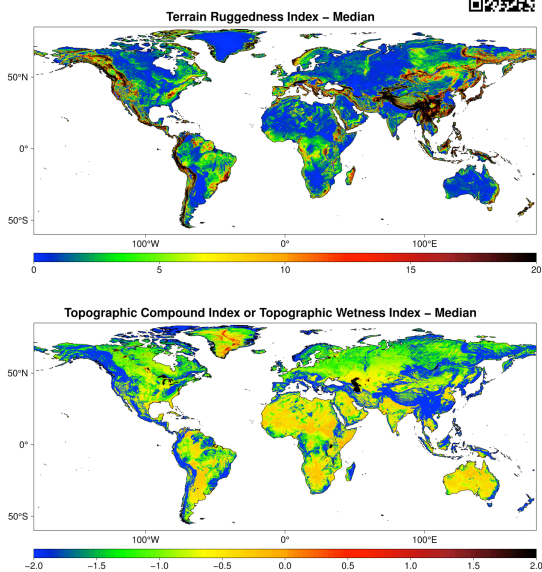 Terrain Ruggedness Index – Median
50°N
0°
50°S
100°W 0° 100°E
0 5 10 15 20
Topographic Compound Index or Topographic Wetness Index – Median
50°N
0°
50°S
100°W 0° 100°E
−2.0 −1.5 −1.0 −0.5 0.0 0.5 1.0 1.5 2.0